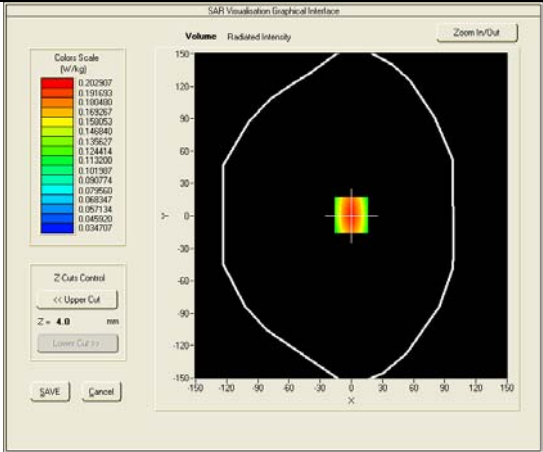 SAR Visualisation Graphical Interface
Volume Radiated Intensity
Zoom In/Out
Colors Scale
(W/kg)
0.202907
0.191693
0.180480
0.169267
0.158053
0.146840
0.135627
0.124414
0.113200
0.101987
0.090774
0.079560
0.068347
0.057134
0.045920
0.034707
150
120
90
60
30
0
-30
-60
-90
-120
-150
Y
-150 -120 -90 -60 -30 0 30 60 90 120 150
X
Z-Cuts Control
<< Upper Cut
Z = 4.0 mm
Lower Cut >>
SAVE Cancel